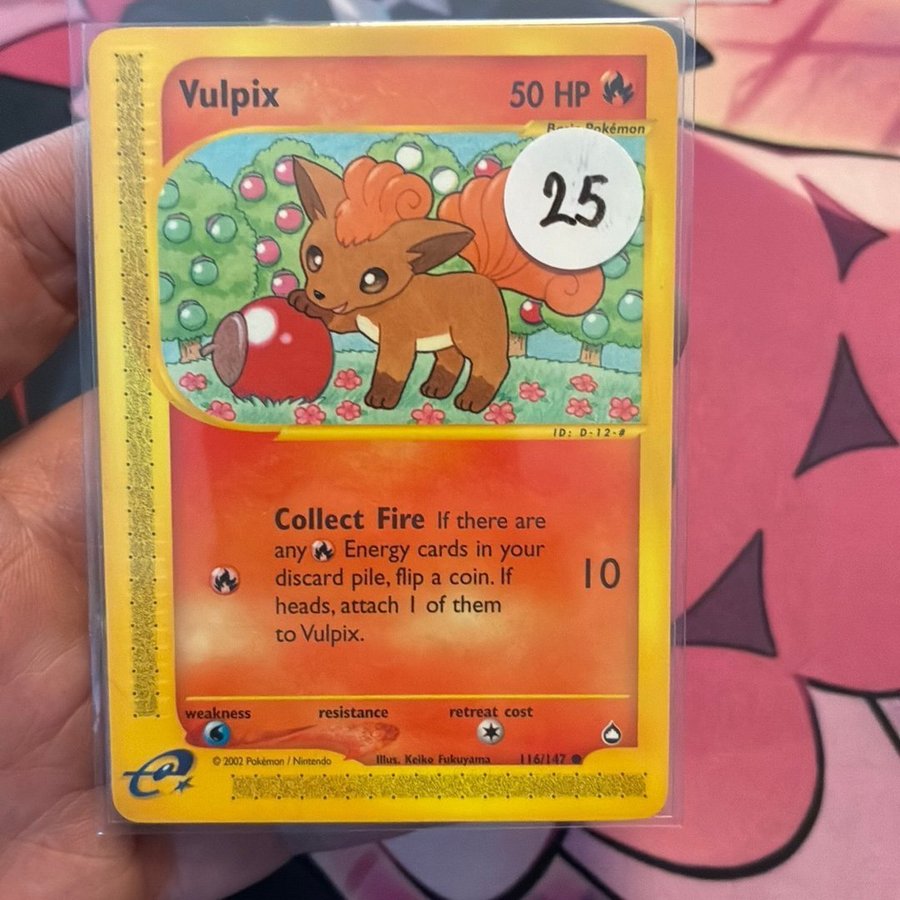 Vulpix 50 HP
Basic Pokémon
25
ID: D-12-#
Collect Fire If there are
any Energy cards in your
discard pile, flip a coin. If
heads, attach 1 of them
to Vulpix.
10
weakness resistance retreat cost
© 2002 Pokémon / Nintendo Illus. Keiko Fukuyama 116/147
e